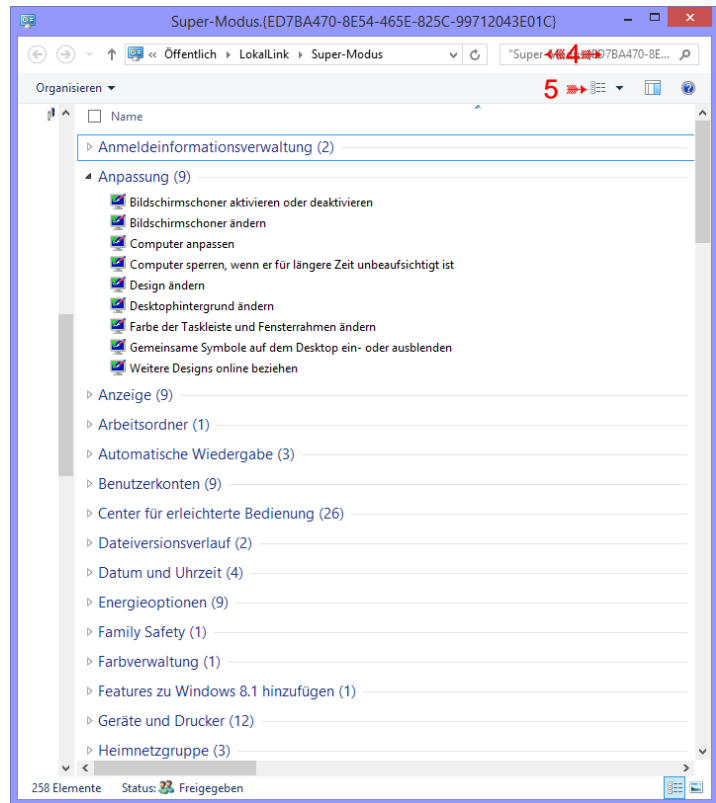 Super-Modus.{ED7BA470-8E54-465E-825C-99712043E01C}
« Öffentlich ▸ LokalLink ▸ Super-Modus
"Super- 4 D7BA470-8E...
Organisieren
5
Name
Anmeldeinformationsverwaltung (2)
Anpassung (9)
Bildschirmschoner aktivieren oder deaktivieren
Bildschirmschoner ändern
Computer anpassen
Computer sperren, wenn er für längere Zeit unbeaufsichtigt ist
Design ändern
Desktophintergrund ändern
Farbe der Taskleiste und Fensterrahmen ändern
Gemeinsame Symbole auf dem Desktop ein- oder ausblenden
Weitere Designs online beziehen
Anzeige (9)
Arbeitsordner (1)
Automatische Wiedergabe (3)
Benutzerkonten (9)
Center für erleichterte Bedienung (26)
Dateiversionsverlauf (2)
Datum und Uhrzeit (4)
Energieoptionen (9)
Family Safety (1)
Farbverwaltung (1)
Features zu Windows 8.1 hinzufügen (1)
Geräte und Drucker (12)
Heimnetzgruppe (3)
258 Elemente Status: Freigegeben